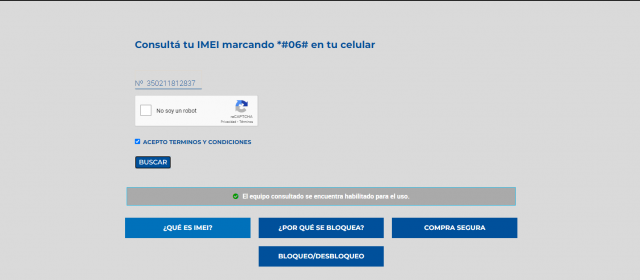 Consultá tu IMEI marcando *#06# en tu celular
Nº 350211812837
No soy un robot
reCAPTCHA
Privacidad - Términos
ACEPTO TERMINOS Y CONDICIONES
BUSCAR
El equipo consultado se encuentra habilitado para el uso.
¿QUÉ ES IMEI?
¿POR QUÉ SE BLOQUEA?
COMPRA SEGURA
BLOQUEO/DESBLOQUEO